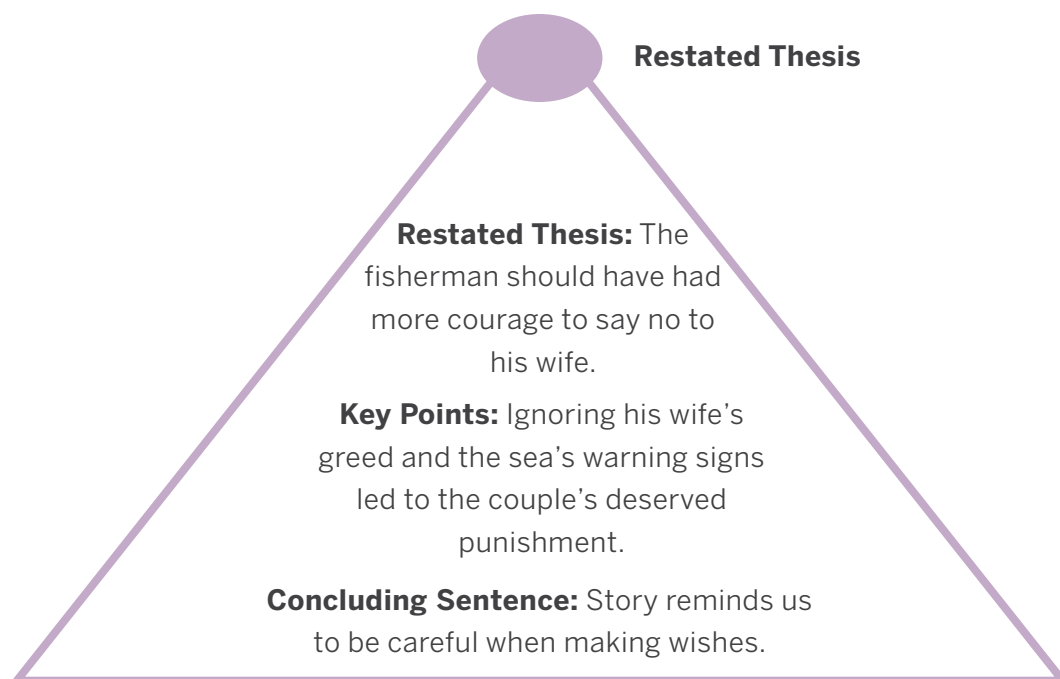 Restated Thesis
Restated Thesis: The
fisherman should have had
more courage to say no to
his wife.
Key Points: Ignoring his wife’s
greed and the sea’s warning signs
led to the couple’s deserved
punishment.
Concluding Sentence: Story reminds us
to be careful when making wishes.